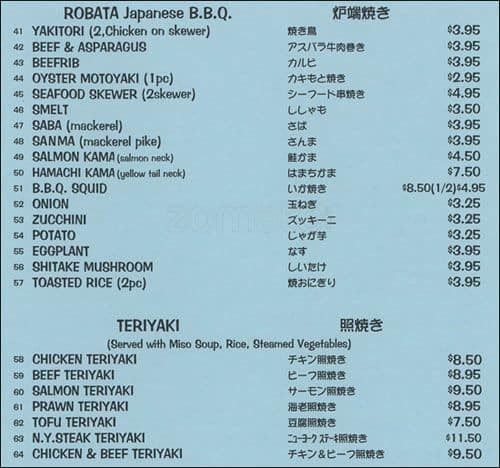 ROBATA Japanese B.B.Q. 炉端焼き
41 YAKITORI (2,Chicken on skewer) 焼き鳥 $3.95
42 BEEF & ASPARAGUS アスパラ牛肉巻き $3.95
43 BEEFRIB カルビ $3.95
44 OYSTER MOTOYAKI (1pc) カキもと焼き $2.95
45 SEAFOOD SKEWER (2skewer) シーフード串焼き $4.95
46 SMELT ししゃも $3.50
47 SABA (mackerel) さば $3.95
48 SANMA (mackerel pike) さんま $3.95
49 SALMON KAMA (salmon neck) 鮭かま $4.50
50 HAMACHI KAMA (yellow tail neck) はまちかま $7.50
51 B.B.Q. SQUID いか焼き $8.50(1/2)$4.95
52 ONION 玉ねぎ $3.25
53 ZUCCHINI ズッキーニ $3.25
54 POTATO じゃが芋 $3.25
55 EGGPLANT なす $3.95
56 SHITAKE MUSHROOM しいたけ $3.95
57 TOASTED RICE (2pc) 焼おにぎり $3.95
TERIYAKI 照焼き
(Served with Miso Soup, Rice, Steamed Vegetables)
58 CHICKEN TERIYAKI チキン照焼き $8.50
59 BEEF TERIYAKI ビーフ照焼き $8.95
60 SALMON TERIYAKI サーモン照焼き $9.50
61 PRAWN TERIYAKI 海老照焼き $8.95
62 TOFU TERIYAKI 豆腐照焼き $7.50
63 N.Y.STEAK TERIYAKI ニューヨーク ステーキ照焼き $11.50
64 CHICKEN & BEEF TERIYAKI チキン&ビーフ照焼き $9.50